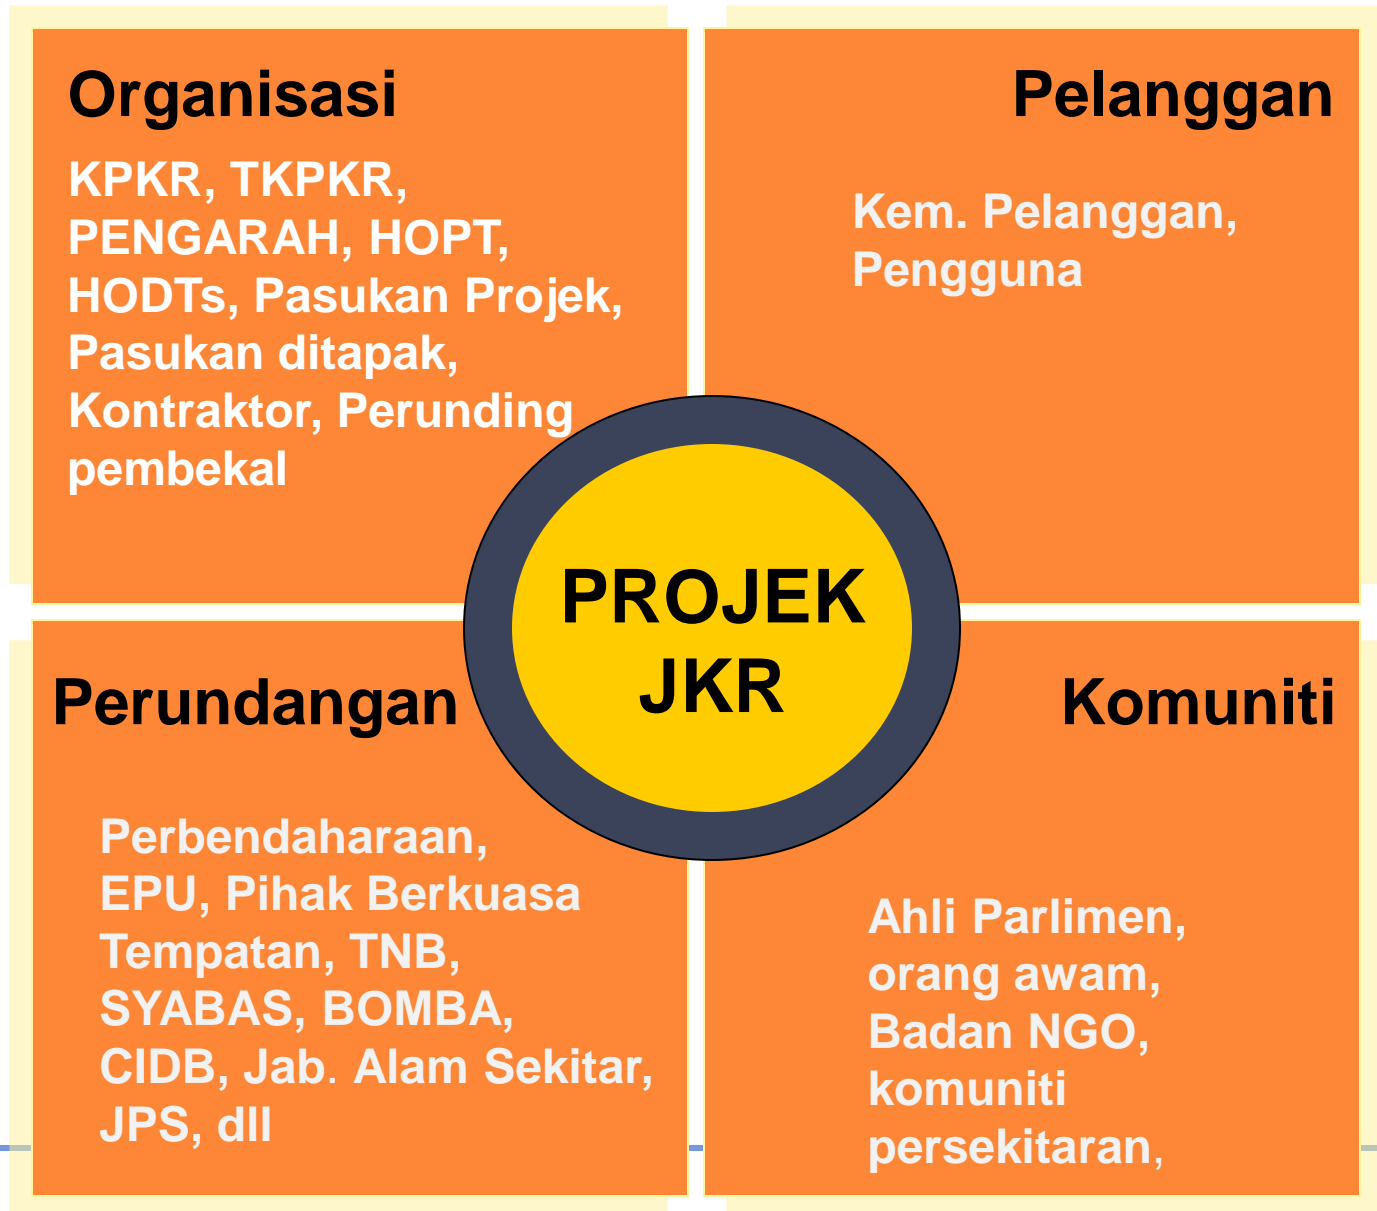 Organisasi
KPKR, TKPKR,
PENGARAH, HOPT,
HODTs, Pasukan Projek,
Pasukan ditapak,
Kontraktor, Perunding
pembekal
Pelanggan
Kem. Pelanggan,
Pengguna
PROJEK
JKR
Perundangan
Perbendaharaan,
EPU, Pihak Berkuasa
Tempatan, TNB,
SYABAS, BOMBA,
CIDB, Jab. Alam Sekitar,
JPS, dll
Komuniti
Ahli Parlimen,
orang awam,
Badan NGO,
komuniti
persekitaran,